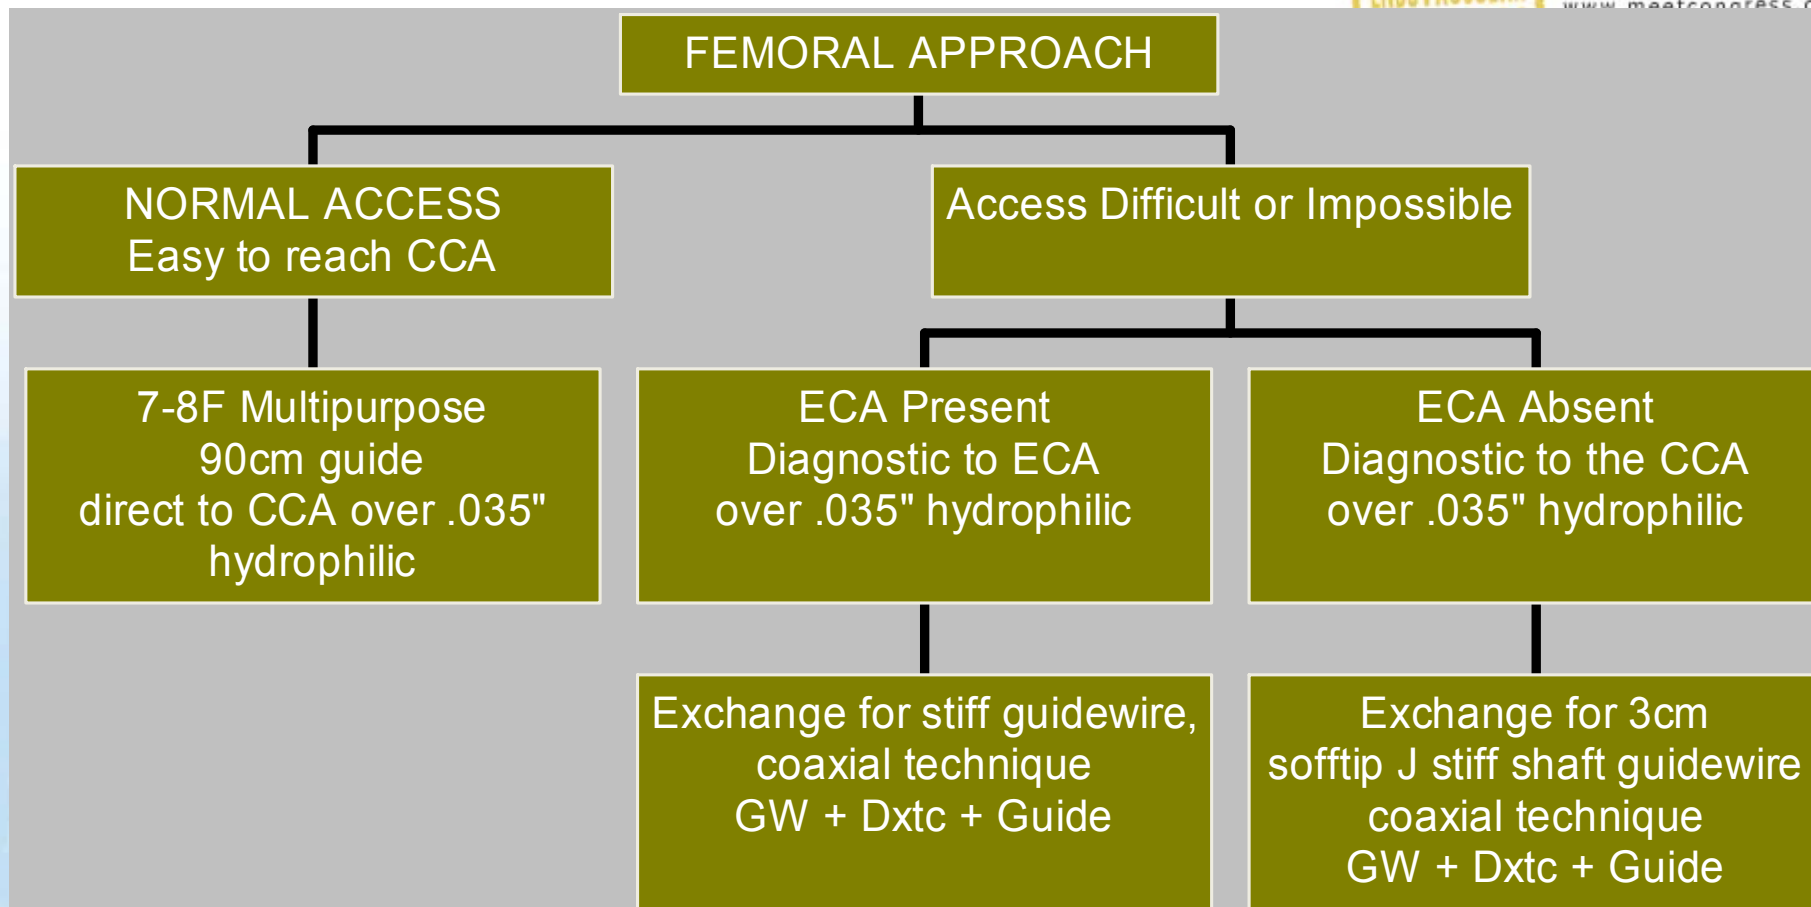 www.meetcongress.c
FEMORAL APPROACH
NORMAL ACCESS
Easy to reach CCA
Access Difficult or Impossible
7-8F Multipurpose
90cm guide
direct to CCA over .035"
hydrophilic
ECA Present
Diagnostic to ECA
over .035" hydrophilic
ECA Absent
Diagnostic to the CCA
over .035" hydrophilic
Exchange for stiff guidewire,
coaxial technique
GW + Dxtc + Guide
Exchange for 3cm
sofftip J stiff shaft guidewire
coaxial technique
GW + Dxtc + Guide